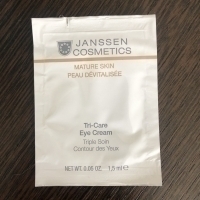 JANSSEN
COSMETICS
MATURE SKIN
PEAU DÉVITALISÉE
Tri-Care
Eye Cream
Triple Soin
Contour des Yeux
NET WT. 0.05 OZ. 1,5 ml ℮